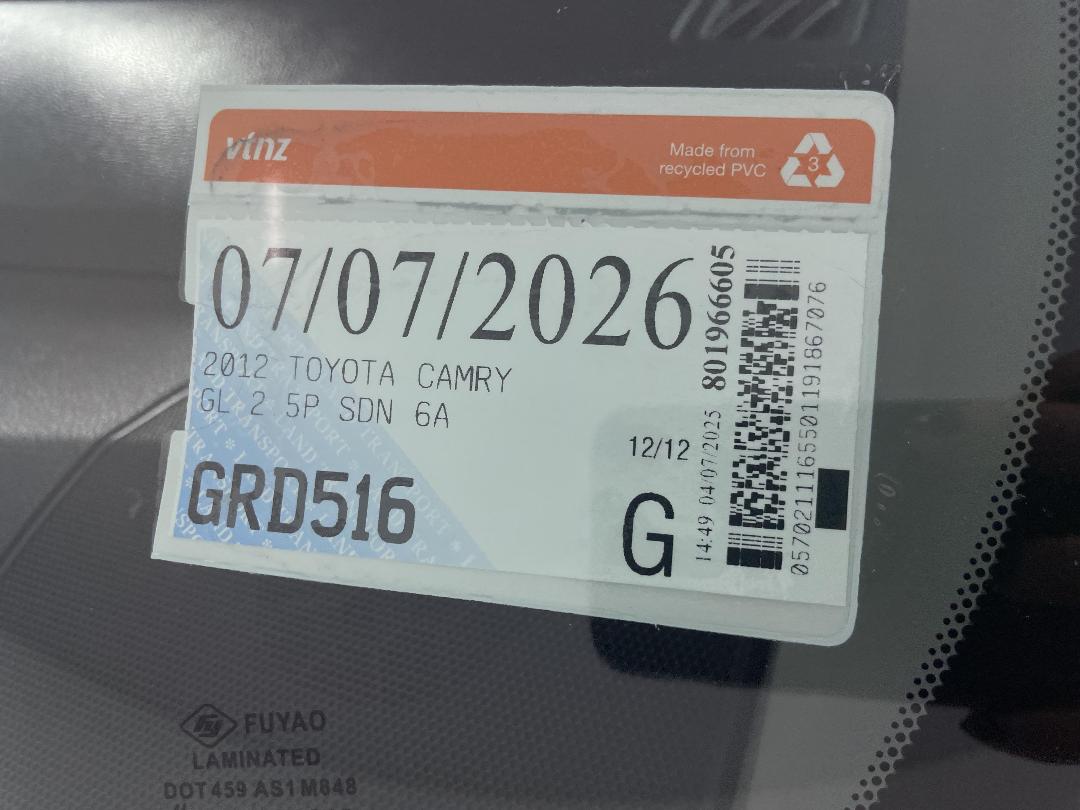 vtnz
Made from
recycled PVC
3
07/07/2026
2012 TOYOTA CAMRY
GL 2 5P SDN 6A
12/12
GRD516
G
801966605
14:49 04/07/2025
0570211165501191867076
FUYAO
LAMINATED
DOT459 AS1 M848